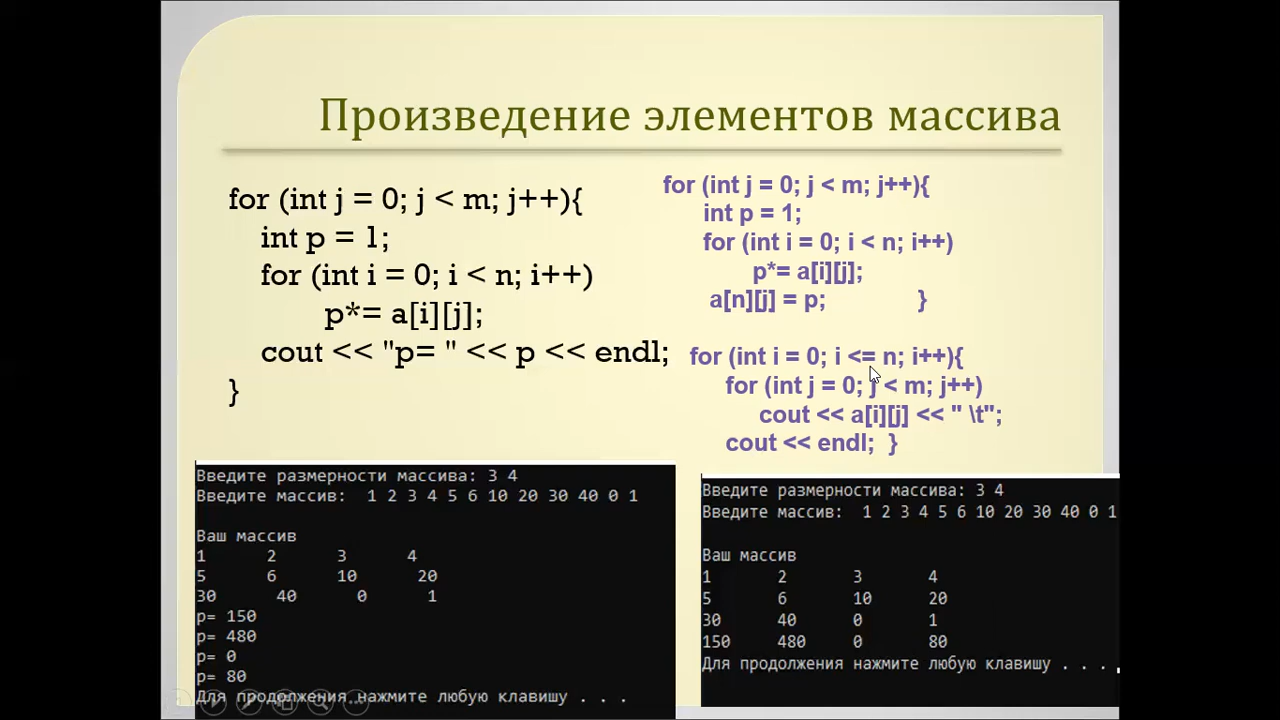 Произведение элементов массива
for (int j = 0; j < m; j++){
int p = 1;
for (int i = 0; i < n; i++)
p*= a[i][j];
cout << "p= " << p << endl;
}
for (int j = 0; j < m; j++){
int p = 1;
for (int i = 0; i < n; i++)
p*= a[i][j];
a[n][j] = p; }
for (int i = 0; i <= n; i++){
for (int j = 0; j < m; j++)
cout << a[i][j] << " \t";
cout << endl; }
Введите размерности массива: 3 4
Введите массив: 1 2 3 4 5 6 10 20 30 40 0 1
Ваш массив
1 2 3 4
5 6 10 20
30 40 0 1
p= 150
p= 480
p= 0
p= 80
Для продолжения нажмите любую клавишу . . .
Введите размерности массива: 3 4
Введите массив: 1 2 3 4 5 6 10 20 30 40 0 1
Ваш массив
1 2 3 4
5 6 10 20
30 40 0 1
150 480 0 80
Для продолжения нажмите любую клавишу . . .